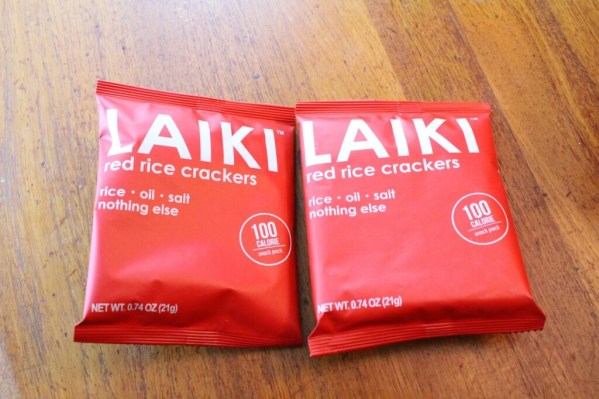 LAIKI™
red rice crackers
rice • oil • salt
nothing else
100
CALORIE
snack pack
NET WT. 0.74 OZ (21g)
LAIKI™
red rice crackers
rice • oil • salt
nothing else
100
CALORIE
snack pack
NET WT. 0.74 OZ (21g)